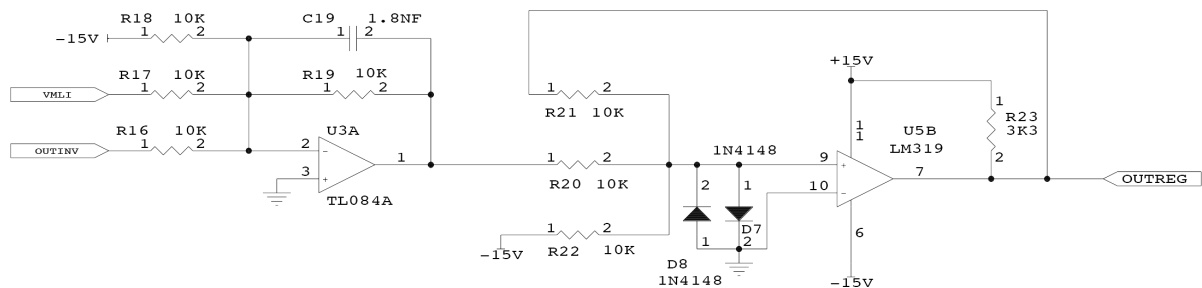 R18 10K
C19 1.8NF
-15V 1 2
1 2
+15V
R17 10K
R19 10K
VMLI 1 2
1 2
1 2
R21 10K
1
R23
3K3
2
R16 10K
OUTINV 1 2
U3A
2 -
3 +
1
TL084A
1 2
R20 10K
1N4148
2 1
9 +
10 -
11
U5B
LM319
7
OUTREG
-15V
1 2
R22 10K
D7
1 2
D8
1N4148
6
-15V